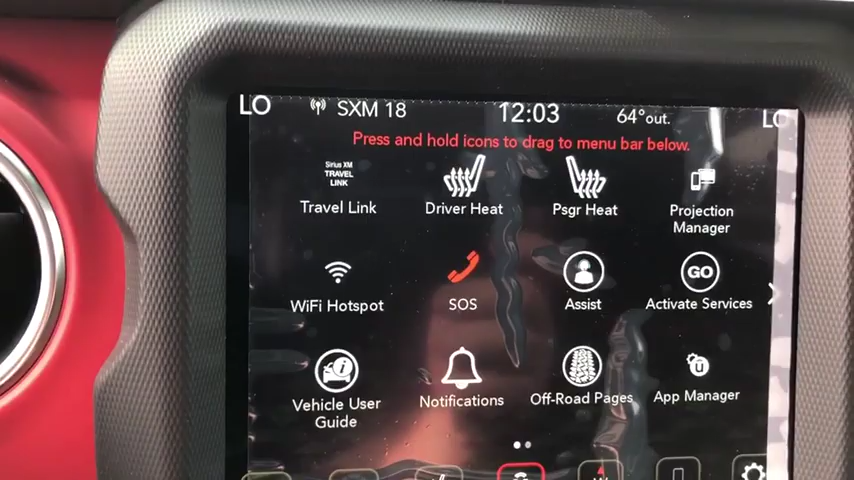 LO SXM 18 12:03 64°out. LO
Press and hold icons to drag to menu bar below.
Sirius XM
TRAVEL
LINK
Travel Link Driver Heat Psgr Heat Projection
Manager
GO
WiFi Hotspot SOS Assist Activate Services
i
U
Vehicle User
Guide
Notifications Off-Road Pages App Manager